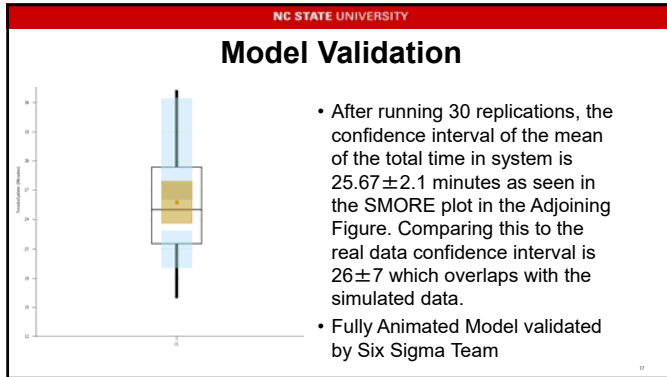 NC STATE UNIVERSITY
Model Validation
• After running 30 replications, the
confidence interval of the mean
of the total time in system is
25.67±2.1 minutes as seen in
the SMORE plot in the Adjoining
Figure. Comparing this to the
real data confidence interval is
26±7 which overlaps with the
simulated data.
• Fully Animated Model validated
by Six Sigma Team